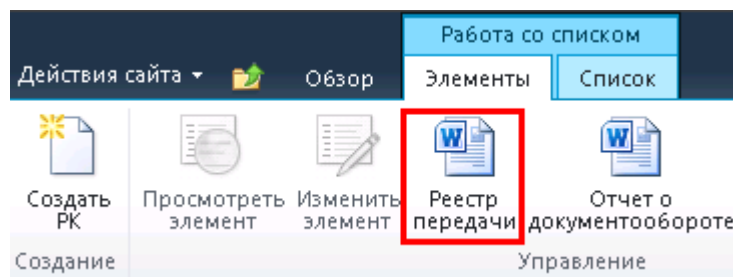 Работа со списком
Действия сайта Обзор Элементы Список
Создать РК
Просмотреть элемент
Изменить элемент
Реестр передачи
Отчет о документообороте
Создание Управление